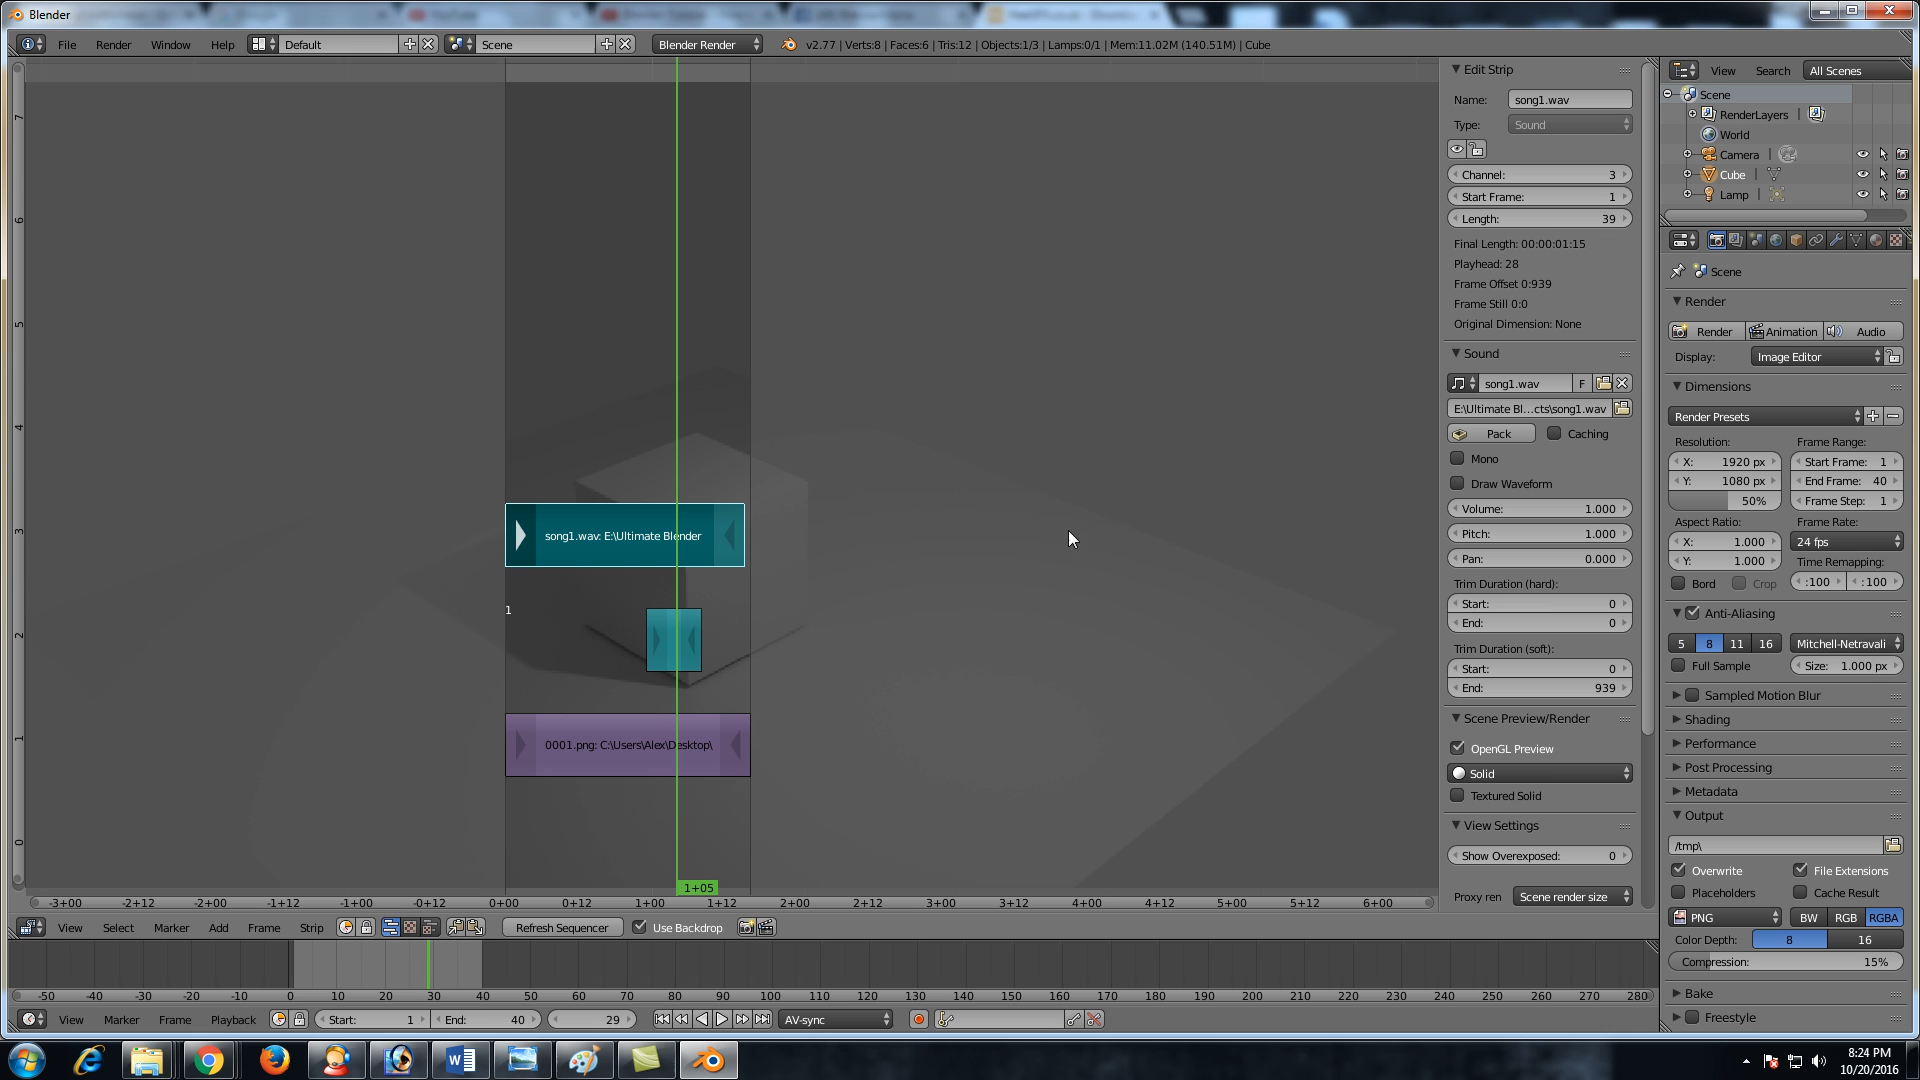 Blender
File Render Window Help Default Scene Blender Render v2.77 | Verts:8 | Faces:6 | Tris:12 | Objects:1/3 | Lamps:0/1 | Mem:11.02M (140.51M) | Cube
7
6
5
4
3
2
1
0
song1.wav: E:\Ultimate Blender
1
0001.png: C:\Users\Alex\Desktop\
1+05
-3+00 -2+12 -2+00 -1+12 -1+00 -0+12 0+00 0+12 1+00 1+12 2+00 2+12 3+00 3+12 4+00 4+12 5+00 5+12 6+00
View Select Marker Add Frame Strip Refresh Sequencer Use Backdrop
-50 -40 -30 -20 -10 0 10 20 30 40 50 60 70 80 90 100 110 120 130 140 150 160 170 180 190 200 210 220 230 240 250 260 270 280
View Marker Frame Playback Start: 1 End: 40 29 AV-sync
Edit Strip
Name: song1.wav
Type: Sound
Channel: 3
Start Frame: 1
Length: 39
Final Length: 00:00:01:15
Playhead: 28
Frame Offset 0:939
Frame Still 0:0
Original Dimension: None
Sound
song1.wav F
E:\Ultimate Bl...cts\song1.wav
Pack Caching
Mono
Draw Waveform
Volume: 1.000
Pitch: 1.000
Pan: 0.000
Trim Duration (hard):
Start: 0
End: 0
Trim Duration (soft):
Start: 0
End: 939
Scene Preview/Render
OpenGL Preview
Solid
Textured Solid
View Settings
Show Overexposed: 0
Proxy ren Scene render size
View Search All Scenes
Scene
RenderLayers
World
Camera
Cube
Lamp
Scene
Render
Render Animation Audio
Display: Image Editor
Dimensions
Render Presets
Resolution: Frame Range:
X: 1920 px Start Frame: 1
Y: 1080 px End Frame: 40
50% Frame Step: 1
Aspect Ratio: Frame Rate:
X: 1.000 24 fps
Y: 1.000 Time Remapping:
Bord Crop :100 :100
Anti-Aliasing
5 8 11 16 Mitchell-Netravali
Full Sample Size: 1.000 px
Sampled Motion Blur
Shading
Performance
Post Processing
Metadata
Output
/tmp\
Overwrite File Extensions
Placeholders Cache Result
PNG BW RGB RGBA
Color Depth: 8 16
Compression: 15%
Bake
Freestyle
8:24 PM
10/20/2016